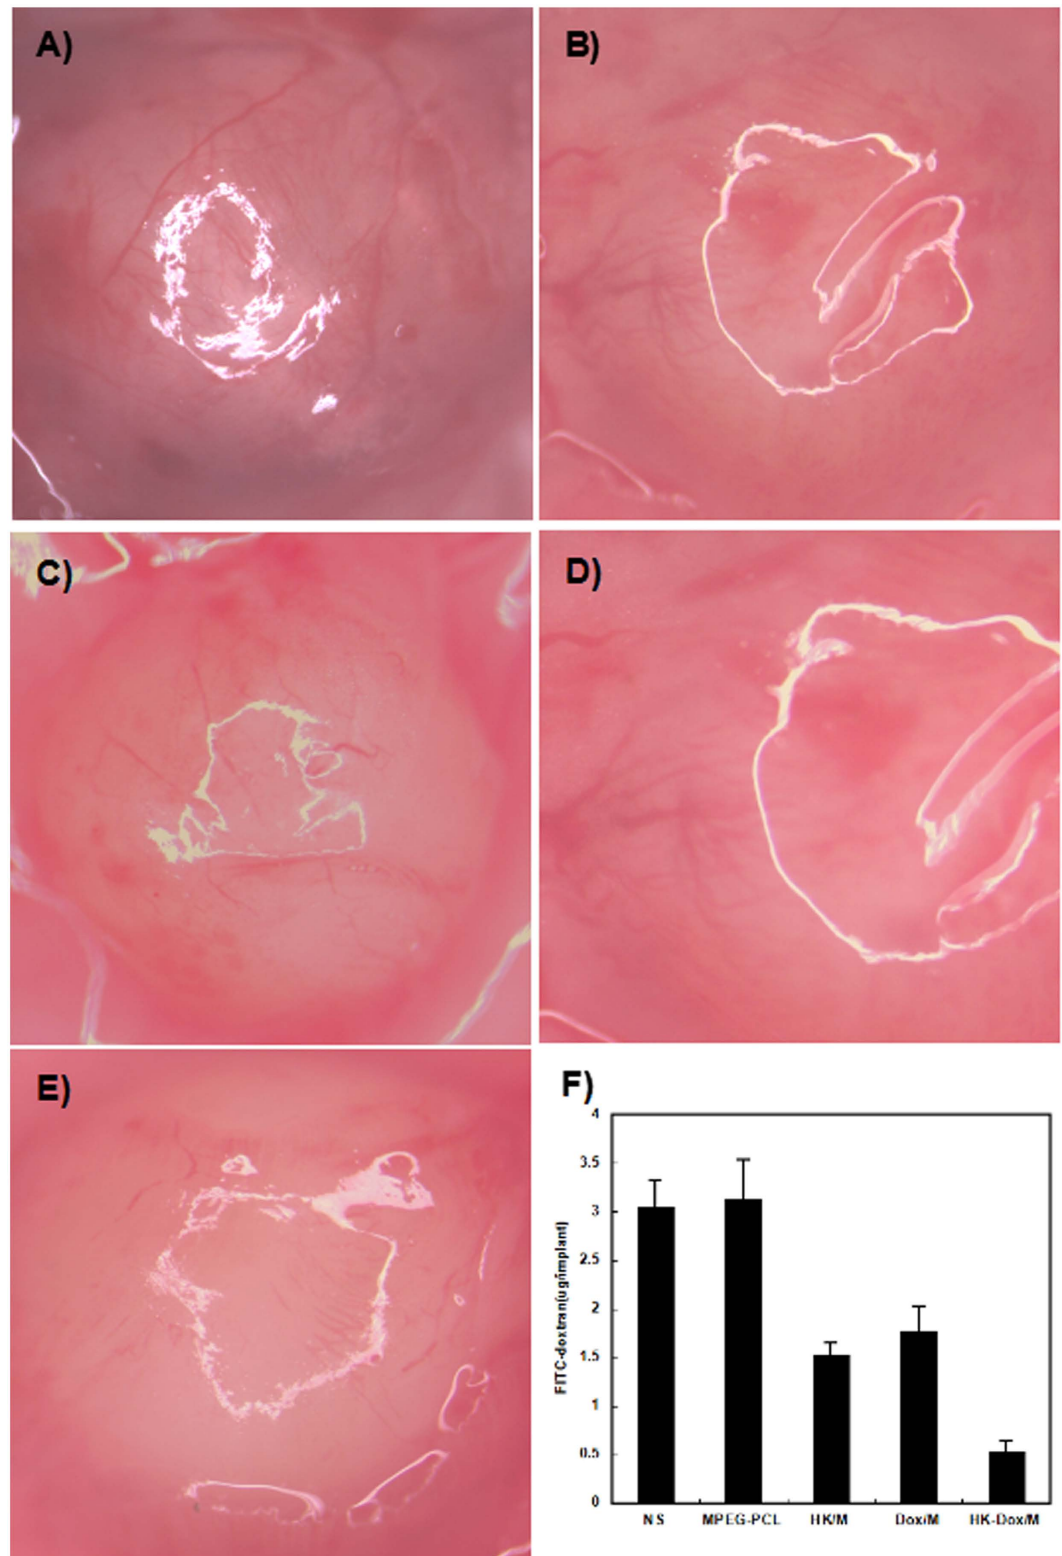 A)
B)
C)
D)
E)
F)
FITC-doxtran(ug/implant)
4
3.5
3
2.5
2
1.5
1
0.5
0
NS MPEG-PCL HK/M Dox/M HK-Dox/M